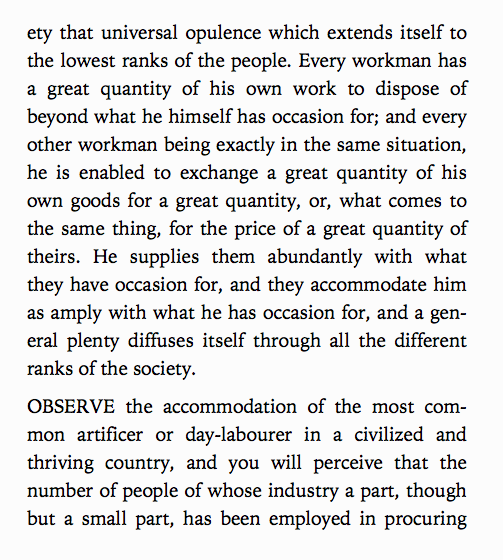 ety that universal opulence which extends itself to
the lowest ranks of the people. Every workman has
a great quantity of his own work to dispose of
beyond what he himself has occasion for; and every
other workman being exactly in the same situation,
he is enabled to exchange a great quantity of his
own goods for a great quantity, or, what comes to
the same thing, for the price of a great quantity of
theirs. He supplies them abundantly with what
they have occasion for, and they accommodate him
as amply with what he has occasion for, and a gen-
eral plenty diffuses itself through all the different
ranks of the society.
OBSERVE the accommodation of the most com-
mon artificer or day-labourer in a civilized and
thriving country, and you will perceive that the
number of people of whose industry a part, though
but a small part, has been employed in procuring